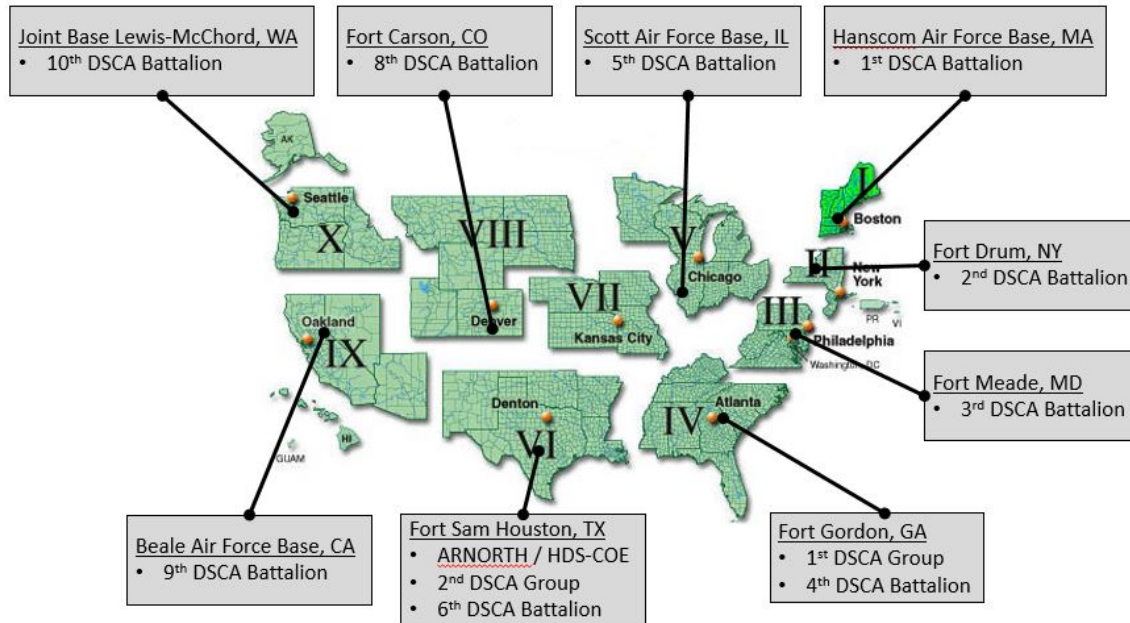 Joint Base Lewis-McChord, WA
• 10th DSCA Battalion
Fort Carson, CO
• 8th DSCA Battalion
Scott Air Force Base, IL
• 5th DSCA Battalion
Hanscom Air Force Base, MA
• 1st DSCA Battalion
AK
Seattle
X
VIII
V
Chicago
I
Boston
Fort Drum, NY
• 2nd DSCA Battalion
II
New
York
PR
VI
VII
Kansas City
Denver
III
Philadelphia
Washington, DC
Fort Meade, MD
• 3rd DSCA Battalion
Oakland
IX
HI
GUAM
Denton
VI
Atlanta
IV
Beale Air Force Base, CA
• 9th DSCA Battalion
Fort Sam Houston, TX
• ARNORTH / HDS-COE
• 2nd DSCA Group
• 6th DSCA Battalion
Fort Gordon, GA
• 1st DSCA Group
• 4th DSCA Battalion